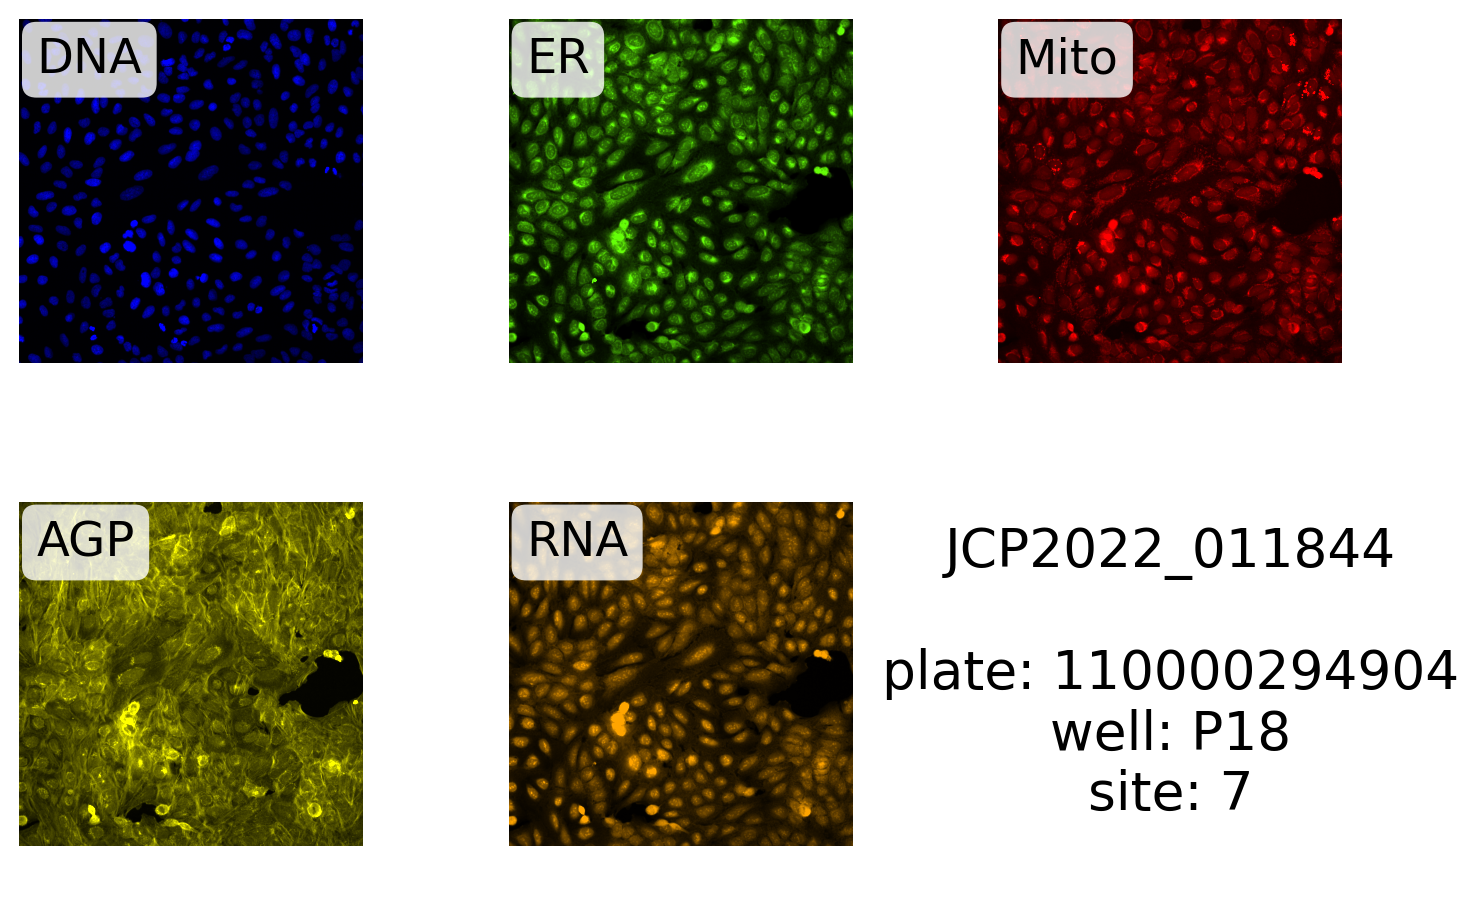 DNA
ER
Mito
AGP
RNA
JCP2022_011844
plate: 110000294904
well: P18
site: 7